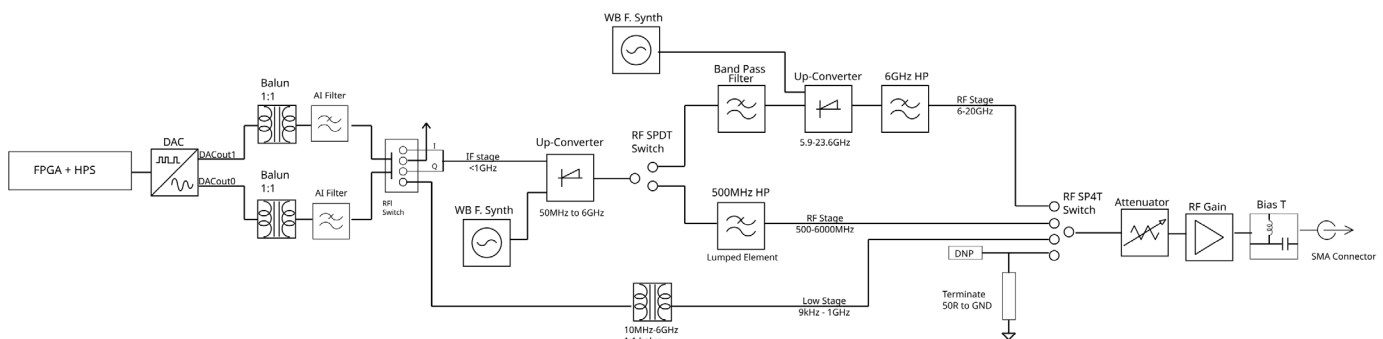 WB F. Synth
Band Pass
Filter
Up-Converter
6GHz HP
RF Stage
6-20GHz
5.9-23.6GHz
Balun
1:1
AI Filter
DAC
DACout1
DACout0
FPGA + HPS
Balun
1:1
AI Filter
I
Q
RFI
Switch
IF stage
<1GHz
Up-Converter
50MHz to 6GHz
WB F. Synth
RF SPDT
Switch
500MHz HP
Lumped Element
RF Stage
500-6000MHz
RF SP4T
Switch
Attenuator
RF Gain
Bias T
SMA Connector
DNP
Terminate
50R to GND
Low Stage
9kHz - 1GHz
10MHz-6GHz